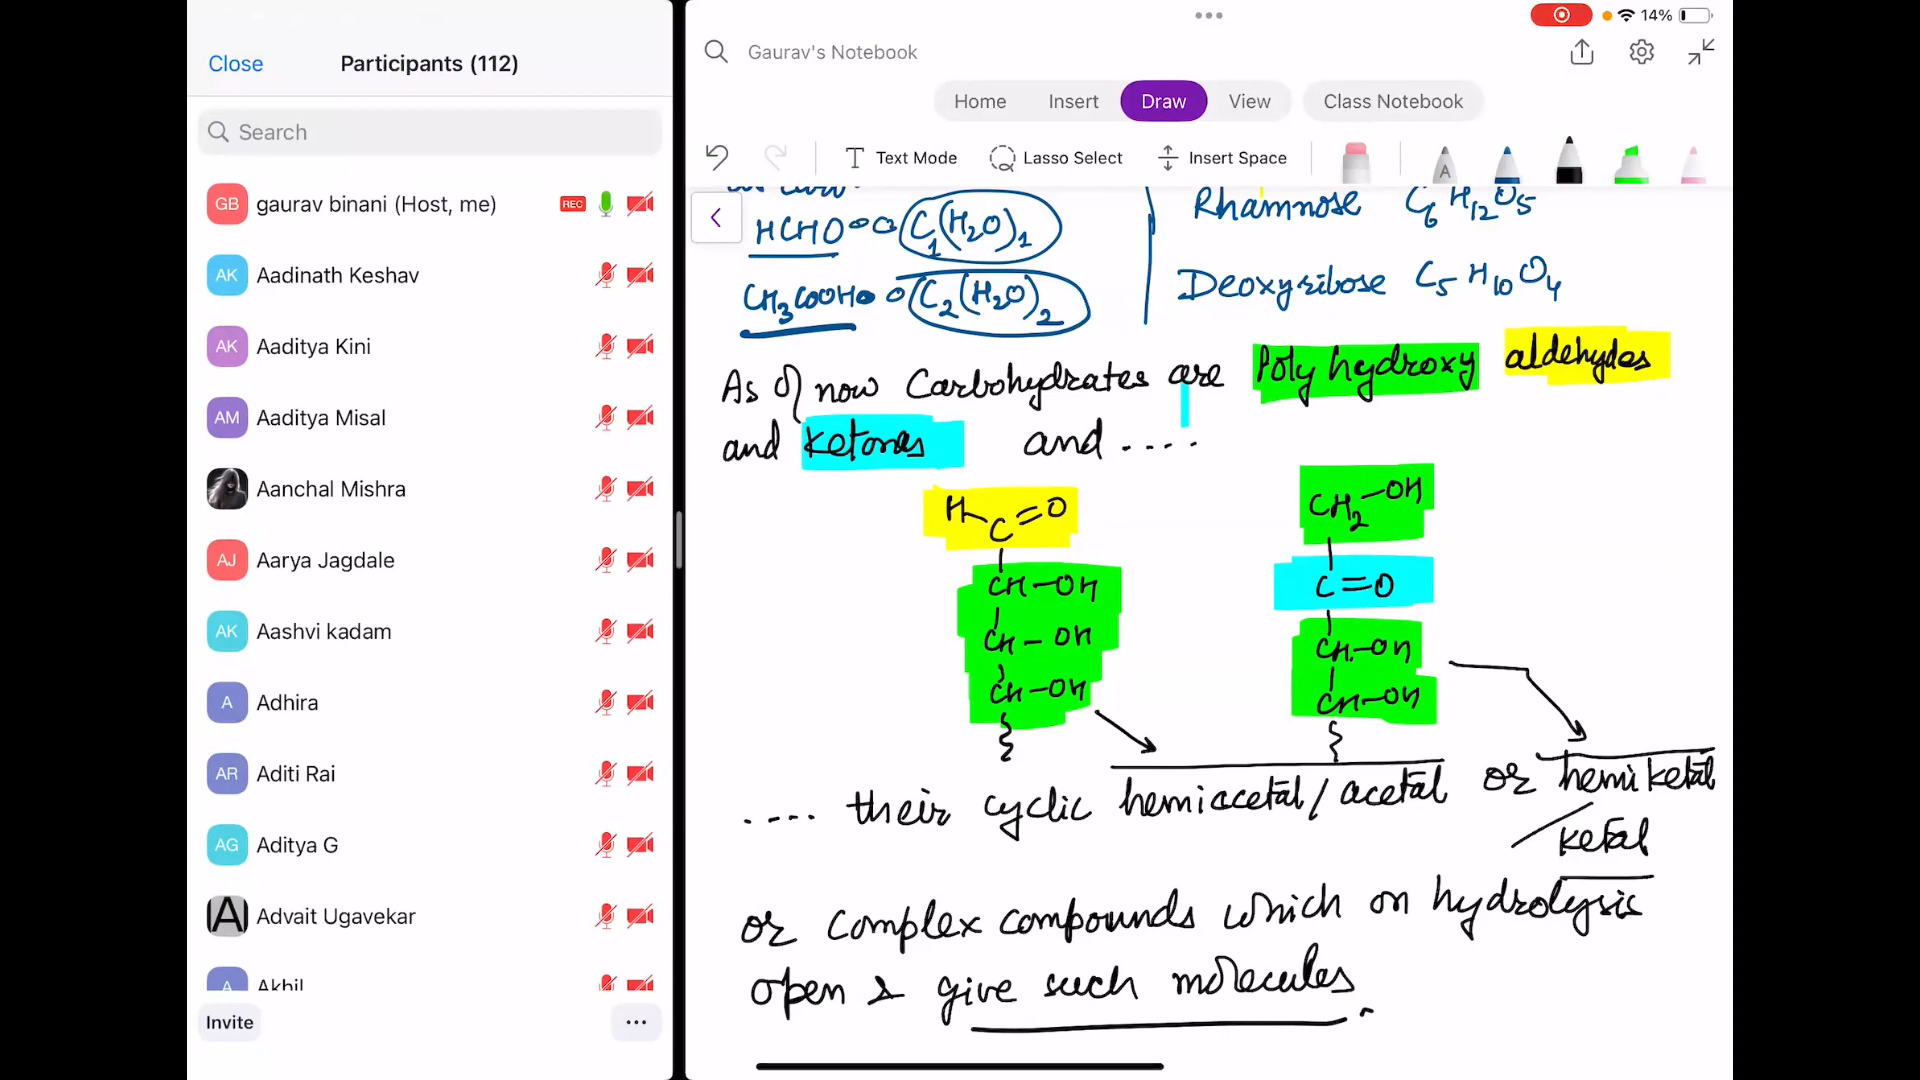 Close
Participants (112)
Search
GB
gaurav binani (Host, me)
REC
AK
Aadinath Keshav
AK
Aaditya Kini
AM
Aaditya Misal
Aanchal Mishra
AJ
Aarya Jagdale
AK
Aashvi kadam
A
Adhira
AR
Aditi Rai
AG
Aditya G
A
Advait Ugavekar
A
Akhil
Invite
14%
Gaurav's Notebook
Home
Insert
Draw
View
Class Notebook
Text Mode
Lasso Select
Insert Space
A
HCHO C₁(H₂O)₁
CH₃COOH C₂(H₂O)₂
Rhamnose C₆H₁₂O₅
Deoxyribose C₅H₁₀O₄
As of now Carbohydrates are Poly hydroxy aldehydes
and ketones and ....
H-C=O
CH-OH
CH-OH
CH-OH
CH₂-OH
C=O
CH-OH
CH-OH
.... their cyclic hemiacetal/acetal or hemiketal
/ketal
or complex compounds which on hydrolysis
open & give such molecules.